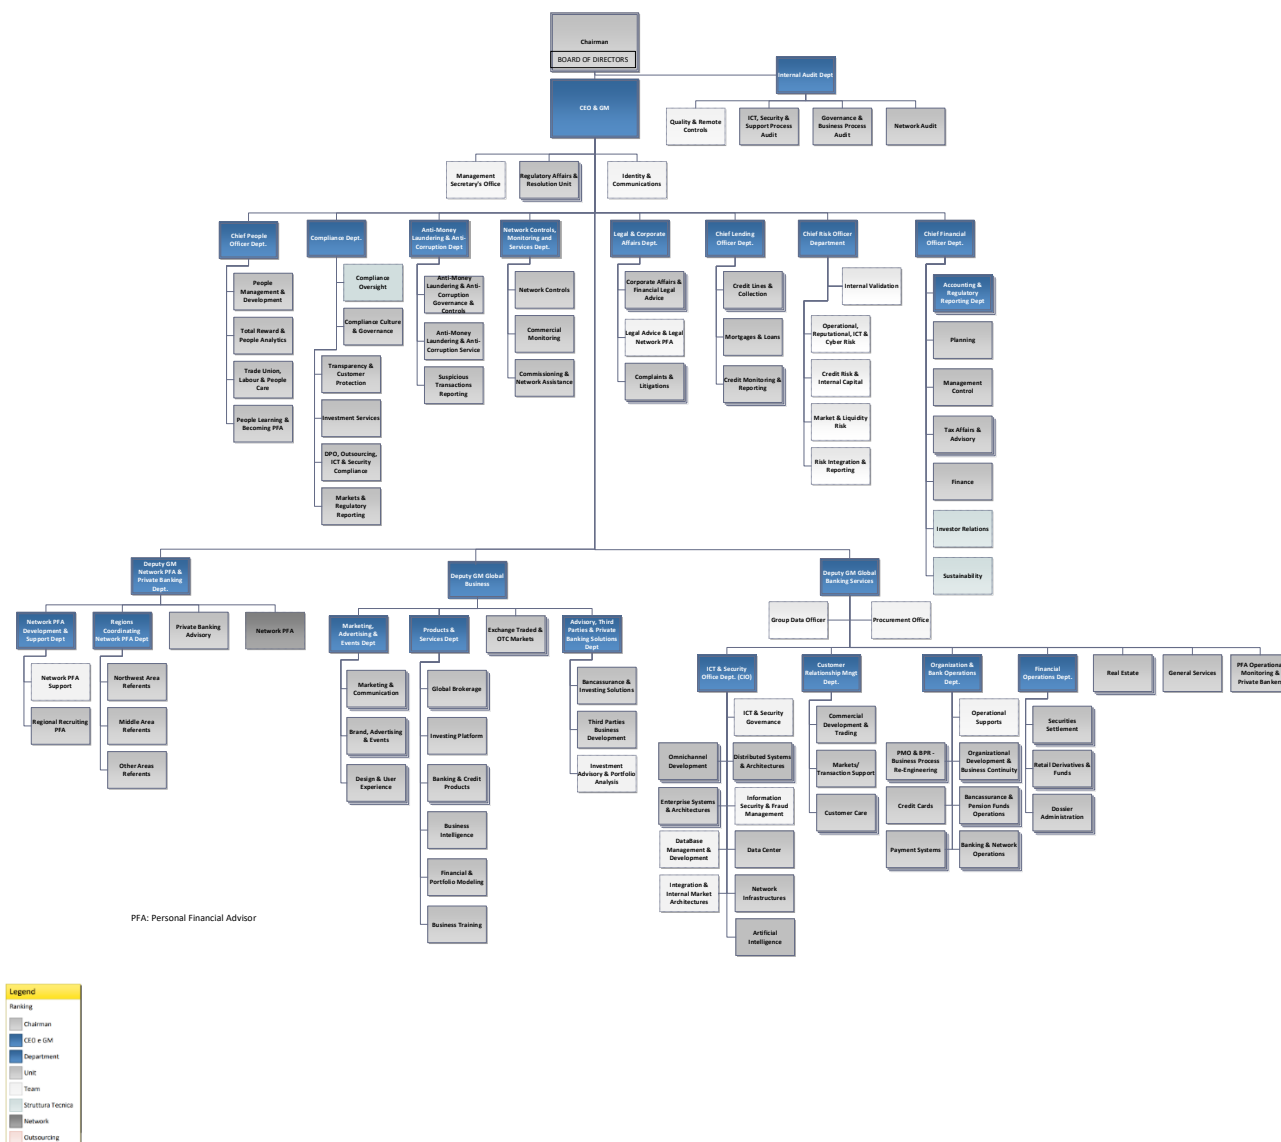 Chairman
BOARD OF DIRECTORS
Internal Audit Dept
CEO & GM
Quality & Remote
Controls
ICT, Security &
Support Process
Audit
Governance &
Business Process
Audit
Network Audit
Management
Secretary's Office
Regulatory Affairs &
Resolution Unit
Identity &
Communications
Chief People
Officer Dept.
Compliance Dept.
Anti-Money
Laundering & Anti-
Corruption Dept
Network Controls,
Monitoring and
Services Dept.
Legal & Corporate
Affairs Dept.
Chief Lending
Officer Dept.
Chief Risk Officer
Department
Chief Financial
Officer Dept.
People
Management &
Development
Total Reward &
People Analytics
Trade Union,
Labour & People
Care
People Learning &
Becoming PFA
Compliance
Oversight
Compliance Culture
& Governance
Transparency &
Customer
Protection
Investment Services
DPO, Outsourcing,
ICT & Security
Compliance
Markets &
Regulatory
Reporting
Anti-Money
Laundering & Anti-
Corruption
Governance &
Controls
Anti-Money
Laundering & Anti-
Corruption Service
Suspicious
Transactions
Reporting
Network Controls
Commercial
Monitoring
Commissioning &
Network Assistance
Corporate Affairs &
Financial Legal
Advice
Legal Advice & Legal
Network PFA
Complaints &
Litigations
Credit Lines &
Collection
Mortgages & Loans
Credit Monitoring &
Reporting
Internal Validation
Operational,
Reputational, ICT &
Cyber Risk
Credit Risk &
Internal Capital
Market & Liquidity
Risk
Risk Integration &
Reporting
Accounting &
Regulatory
Reporting Dept
Planning
Management
Control
Tax Affairs &
Advisory
Finance
Investor Relations
Sustainability
Deputy GM
Network PFA &
Private Banking
Dept.
Deputy GM Global
Business
Deputy GM Global
Banking Services
Network PFA
Development &
Support Dept
Regions
Coordinating
Network PFA Dept
Private Banking
Advisory
Network PFA
Network PFA
Support
Regional Recruiting
PFA
Northwest Area
Referents
Middle Area
Referents
Other Areas
Referents
Marketing,
Advertising &
Events Dept
Products &
Services Dept
Exchange Traded &
OTC Markets
Advisory, Third
Parties & Private
Banking Solutions
Dept
Marketing &
Communication
Brand, Advertising
& Events
Design & User
Experience
Global Brokerage
Investing Platform
Banking & Credit
Products
Business
Intelligence
Financial &
Portfolio Modeling
Business Training
Bancassurance &
Investing Solutions
Third Parties
Business
Development
Investment
Advisory & Portfolio
Analysis
Group Data Officer
Procurement Office
ICT & Security
Office Dept. (CIO)
Customer
Relationship Mngt
Dept.
Organization &
Bank Operations
Dept.
Financial
Operations Dept.
Real Estate
General Services
PFA Operational
Monitoring &
Private Bankers
ICT & Security
Governance
Omnichannel
Development
Distributed Systems
& Architectures
Enterprise Systems
& Architectures
Information
Security & Fraud
Management
DataBase
Management &
Development
Data Center
Integration &
Internal Market
Architectures
Network
Infrastructures
Artificial
Intelligence
Commercial
Development &
Trading
Markets/
Transaction Support
Customer Care
Operational
Supports
PMO & BPR -
Business Process
Re-Engineering
Organizational
Development &
Business Continuity
Credit Cards
Bancassurance &
Pension Funds
Operations
Payment Systems
Banking & Network
Operations
Securities
Settlement
Retail Derivatives &
Funds
Dossier
Administration
PFA: Personal Financial Advisor
Legend
Ranking
Chairman
CEO e GM
Department
Unit
Team
Struttura Tecnica
Network
Outsourcing